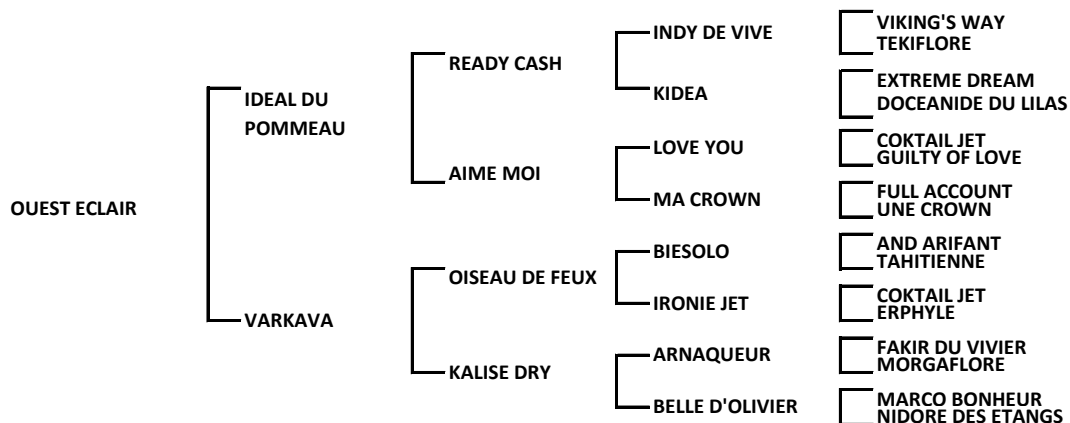 OUEST ECLAIR
IDEAL DU
POMMEAU
VARKAVA
READY CASH
AIME MOI
OISEAU DE FEUX
KALISE DRY
INDY DE VIVE
KIDEA
LOVE YOU
MA CROWN
BIESOLO
IRONIE JET
ARNAQUEUR
BELLE D'OLIVIER
VIKING'S WAY
TEKIFLORE
EXTREME DREAM
DOCEANIDE DU LILAS
COKTAIL JET
GUILTY OF LOVE
FULL ACCOUNT
UNE CROWN
AND ARIFANT
TAHITIENNE
COKTAIL JET
ERPHYLE
FAKIR DU VIVIER
MORGAFLORE
MARCO BONHEUR
NIDORE DES ETANGS